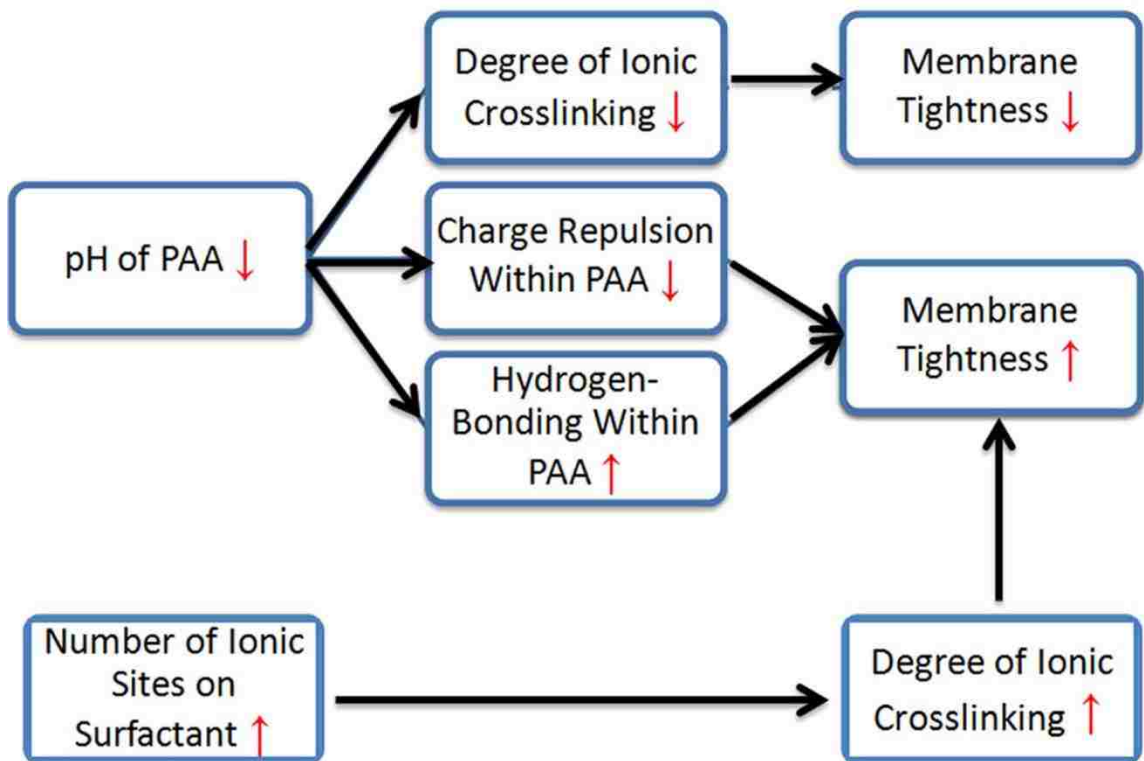 Degree of Ionic
Crosslinking ↓
Membrane
Tightness ↓
pH of PAA ↓
Charge Repulsion
Within PAA ↓
Hydrogen-
Bonding Within
PAA ↑
Membrane
Tightness ↑
Number of Ionic
Sites on
Surfactant ↑
Degree of Ionic
Crosslinking ↑